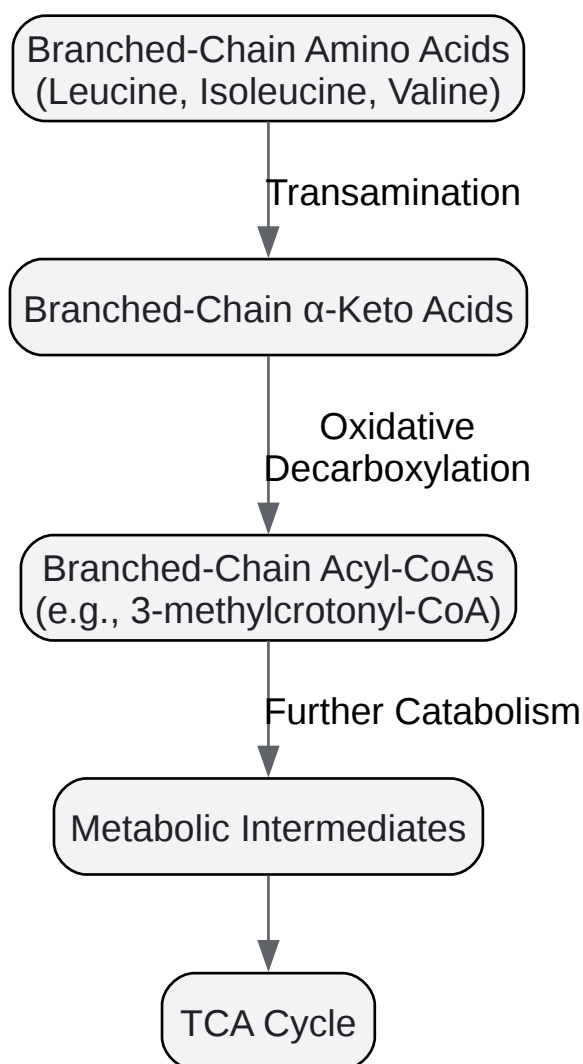 Branched-Chain Amino Acids
(Leucine, Isoleucine, Valine)
Transamination
Branched-Chain α-Keto Acids
Oxidative
Decarboxylation
Branched-Chain Acyl-CoAs
(e.g., 3-methylcrotonyl-CoA)
Further Catabolism
Metabolic Intermediates
TCA Cycle